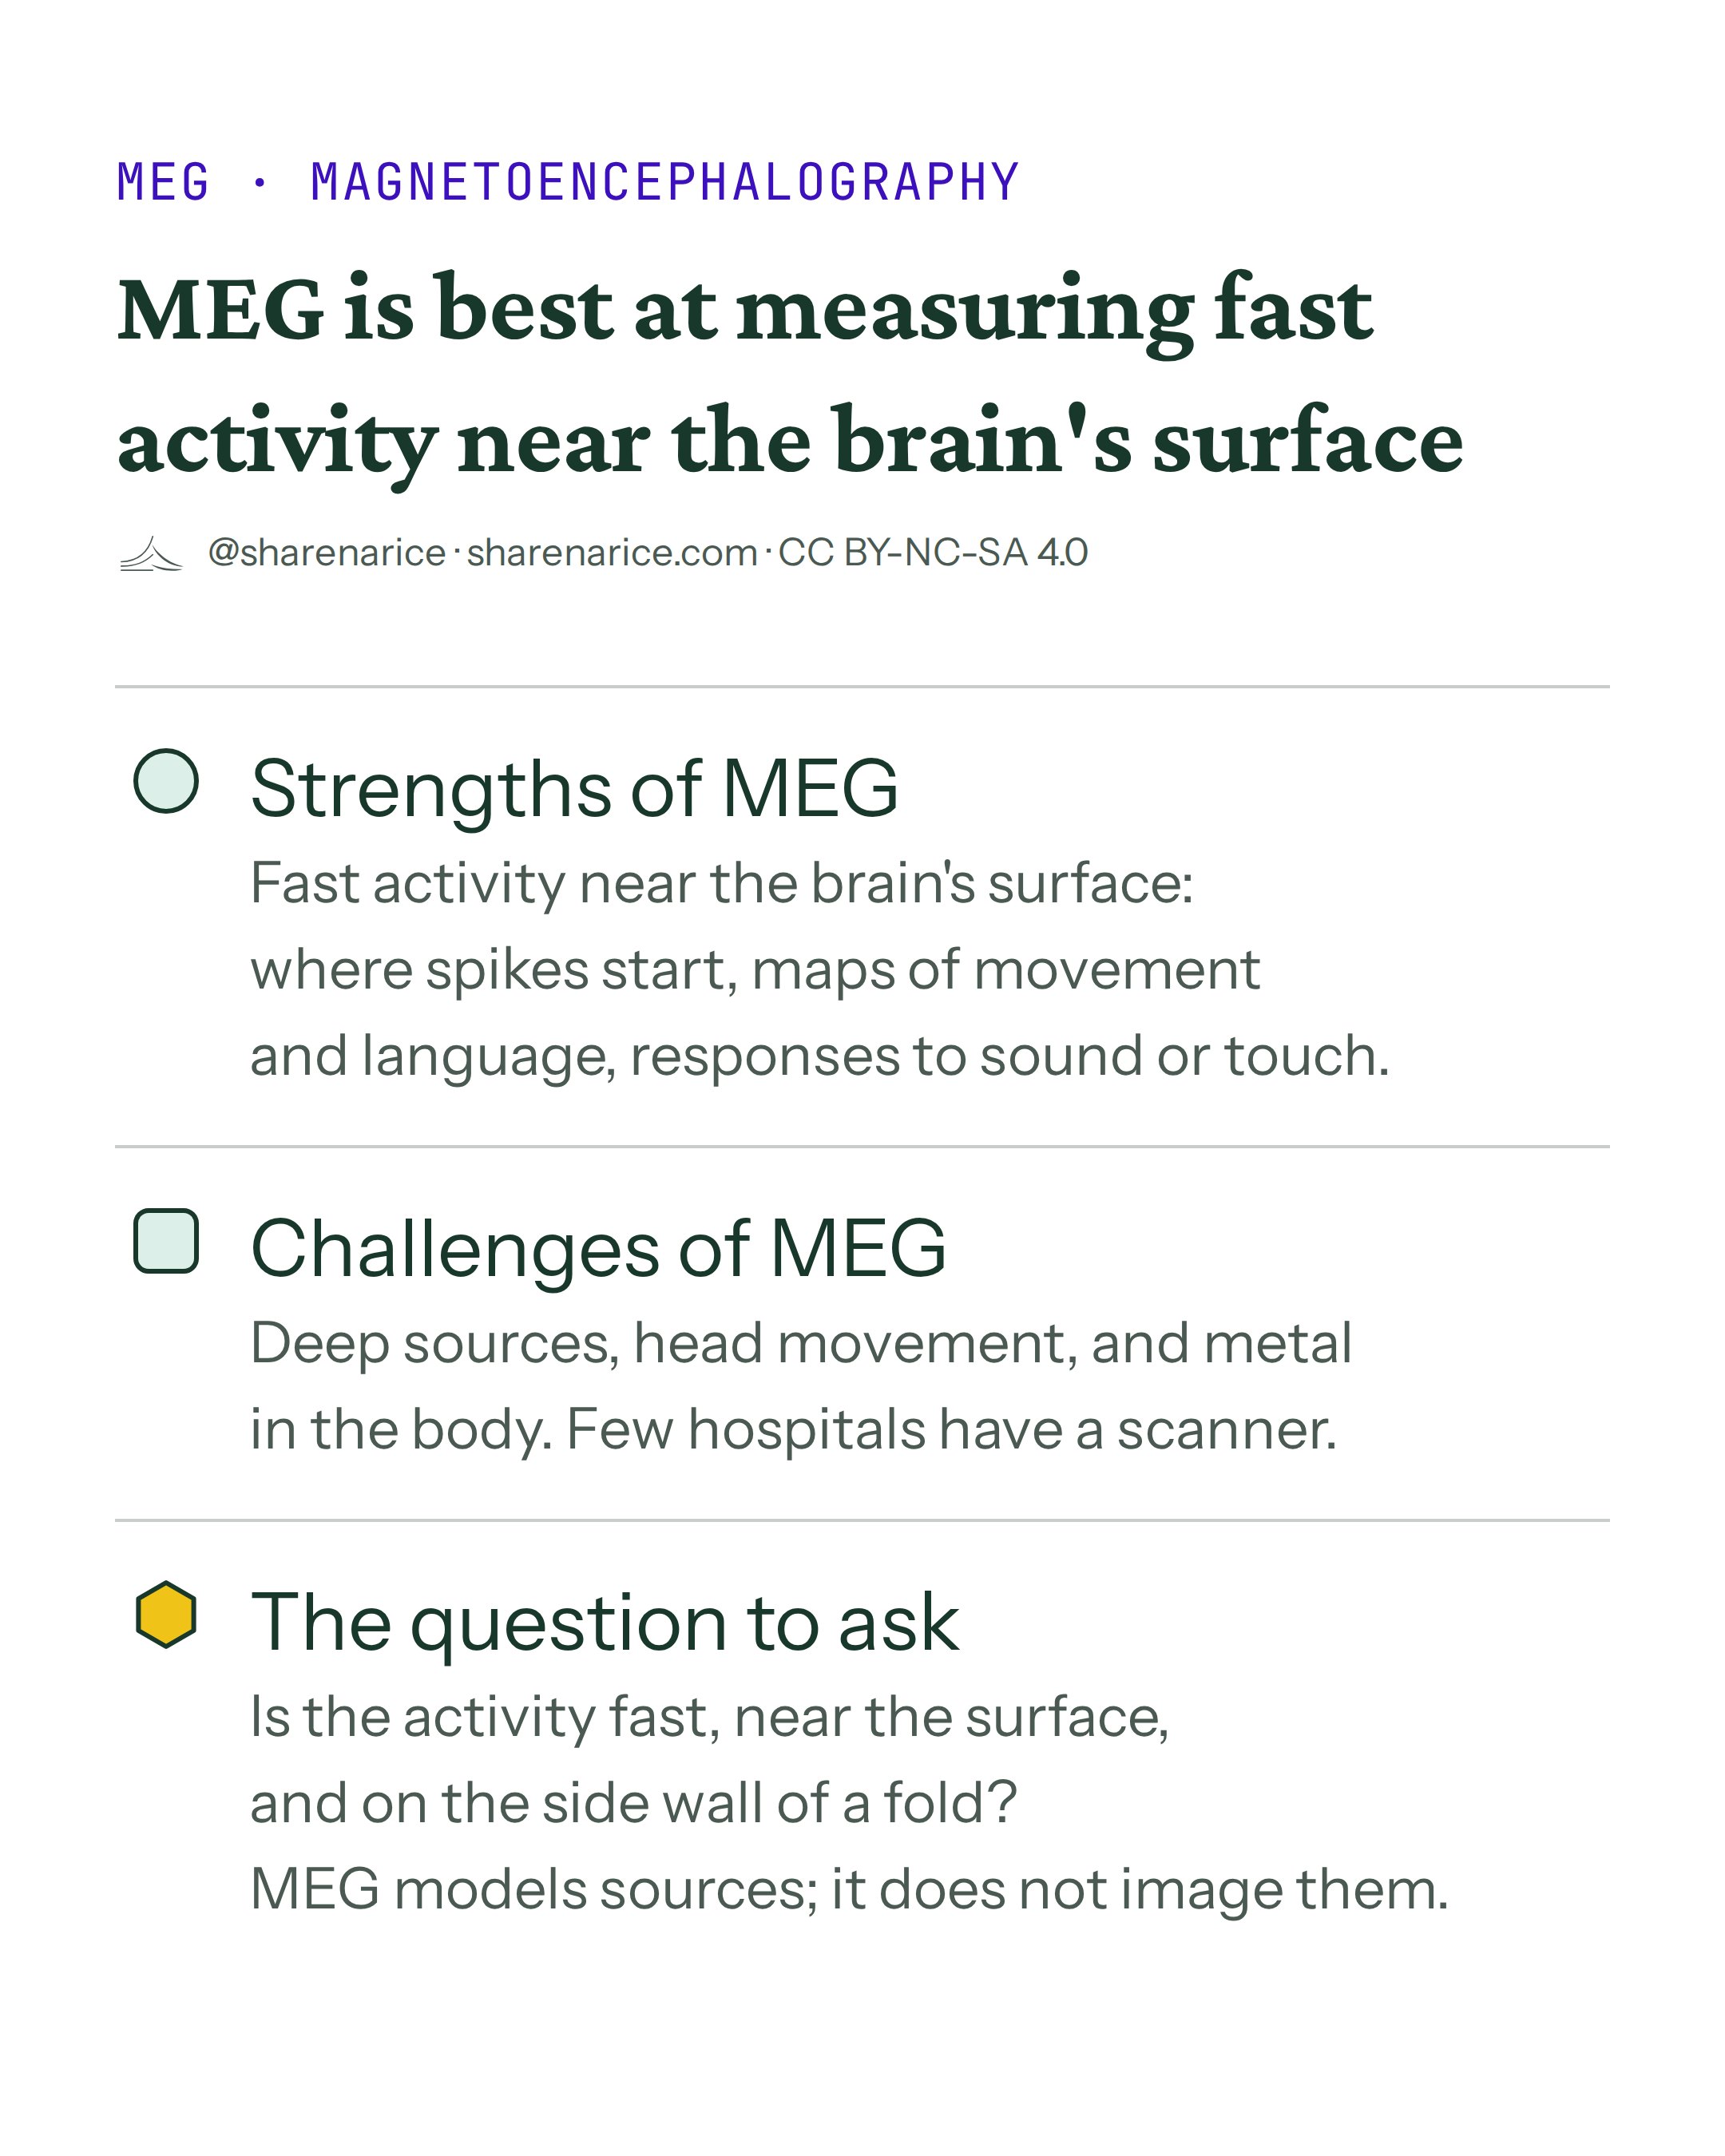 MEG · MAGNETOENCEPHALOGRAPHY
MEG is best at measuring fast
activity near the brain's surface
@sharenarice · sharenarice.com · CC BY-NC-SA 4.0
Strengths of MEG
Fast activity near the brain's surface:
where spikes start, maps of movement
and language, responses to sound or touch.
Challenges of MEG
Deep sources, head movement, and metal
in the body. Few hospitals have a scanner.
The question to ask
Is the activity fast, near the surface,
and on the side wall of a fold?
MEG models sources; it does not image them.